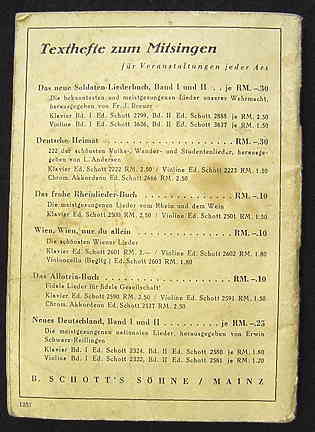 Texthefte zum Mitsingen
für Veranstaltungen jeder Art
Das neue Soldaten-Liederbuch, Band I und II . . je RM. –.30
Die bekanntesten und meistgesungenen Lieder unserer Wehrmacht,
herausgegeben von Fr. J. Breuer
Klavier Bd. I Ed. Schott 2799, Bd. II Ed. Schott 2888 je RM. 2.50
Violine Bd. I Ed. Schott 3626, Bd. II Ed. Schott 3627 je RM. 1.50
Deutsche Heimat . . . RM. –.30
222 der schönsten Volks-, Wander- und Studentenlieder, herausge-
geben von L. Andersen
Klavier Ed. Schott 2222 RM. 2.50 / Violine Ed. Schott 2223 RM. 1.50
Chrom. Akkordeon Ed. Schott 2666 RM. 2.50
Das frohe Rheinlieder-Buch . . . RM. –.10
Die meistgesungenen Lieder vom Rhein und dem Wein
Klavier Ed. Schott 2500 RM. 2.50 / Violine Ed. Schott 2501 RM. 1.50
Wien, Wien, nur du allein . . . RM. –.10
Die schönsten Wiener Lieder
Klavier Ed. Schott 2601 RM. 3.— / Violine Ed. Schott 2602 RM. 1.80
Violoncello (Begltg.) Ed. Schott 2603 RM. 1.80
Das Allotria-Buch . . . RM. –.10
Fidele Lieder für fidele Gesellschaft
Klavier Ed. Schott 2590 RM. 2.50 / Violine Ed. Schott 2591 RM. 1.50
Chrom. Akkordeon Ed. Schott 2527 RM. 2.50
Neues Deutschland, Band I und II . . . je RM. –.25
Die meistgesungenen nationalen Lieder, herausgegeben von Erwin
Schwarz-Reiflingen
Klavier Bd. I Ed. Schott 2324, Bd. II Ed. Schott 2580 je RM. 1.80
Violine Bd. I Ed. Schott 2322, Bd. II Ed. Schott 2581 je RM. 1.20
B. SCHOTT'S SÖHNE / MAINZ